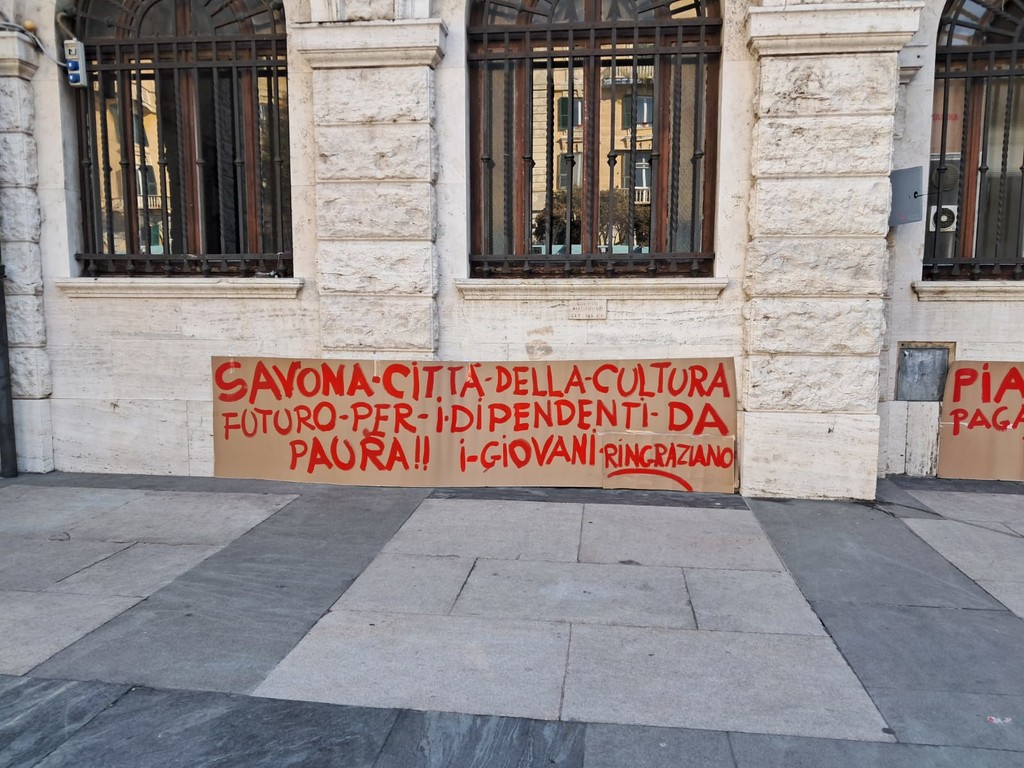 SAVONA-CITTÀ-DELLA-CULTURA
FUTURO-PER-I-DIPENDENTI-DA
PAURA!! I-GIOVANI-RINGRAZIANO
PIA
PAGA